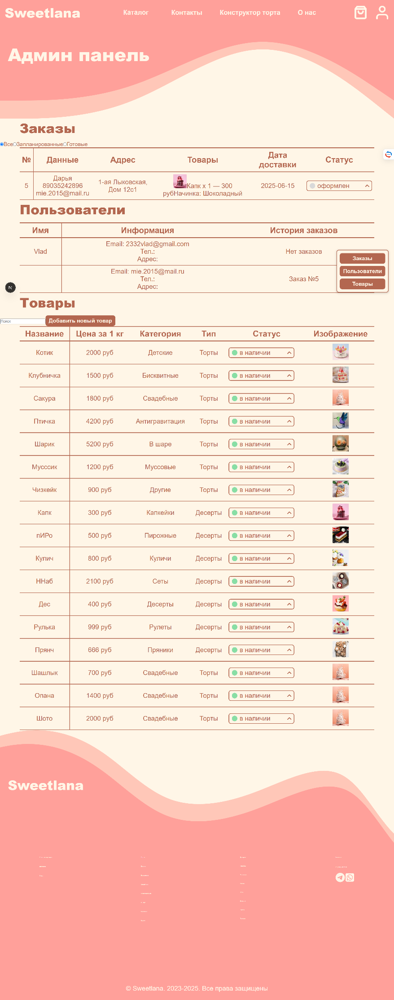 Sweetlana
Каталог Контакты Конструктор торта О нас
Админ панель
Заказы
Все Запланированные Готовые
№ Данные Адрес Товары Дата доставки Статус
5
Дарья
89035242896
mie.2015@mail.ru
1-ая Лыковская,
Дом 12с1
Капк x 1 — 300
рубНачинка: Шоколадный
2025-06-15
оформлен
Пользователи
Имя Информация История заказов
Vlad
Email: 2332vlad@gmail.com
Тел.:
Адрес:
Нет заказов
Email: mie.2015@mail.ru
Тел.:
Адрес:
Заказ №5
Заказы
Пользователи
Товары
N
Товары
Поиск Добавить новый товар
Название Цена за 1 кг Категория Тип Статус Изображение
Котик 2000 руб Детские Торты в наличии
Клубничка 1500 руб Бисквитные Торты в наличии
Сакура 1800 руб Свадебные Торты в наличии
Птичка 4200 руб Антигравитация Торты в наличии
Шарик 5200 руб В шаре Торты в наличии
Мусссик 1200 руб Муссовые Торты в наличии
Чизкейк 900 руб Другие Торты в наличии
Капк 300 руб Капкейки Десерты в наличии
пИРо 500 руб Пирожные Десерты в наличии
Кулич 800 руб Куличи Десерты в наличии
ННаб 2100 руб Сеты Десерты в наличии
Дес 400 руб Десерты Десерты в наличии
Рулька 999 руб Рулеты Десерты в наличии
Прянч 666 руб Пряники Десерты в наличии
Шашлык 700 руб Свадебные Торты в наличии
Опана 1400 руб Свадебные Торты в наличии
Шото 2000 руб Свадебные Торты в наличии
Sweetlana
© Sweetlana. 2023-2025. Все права защищены